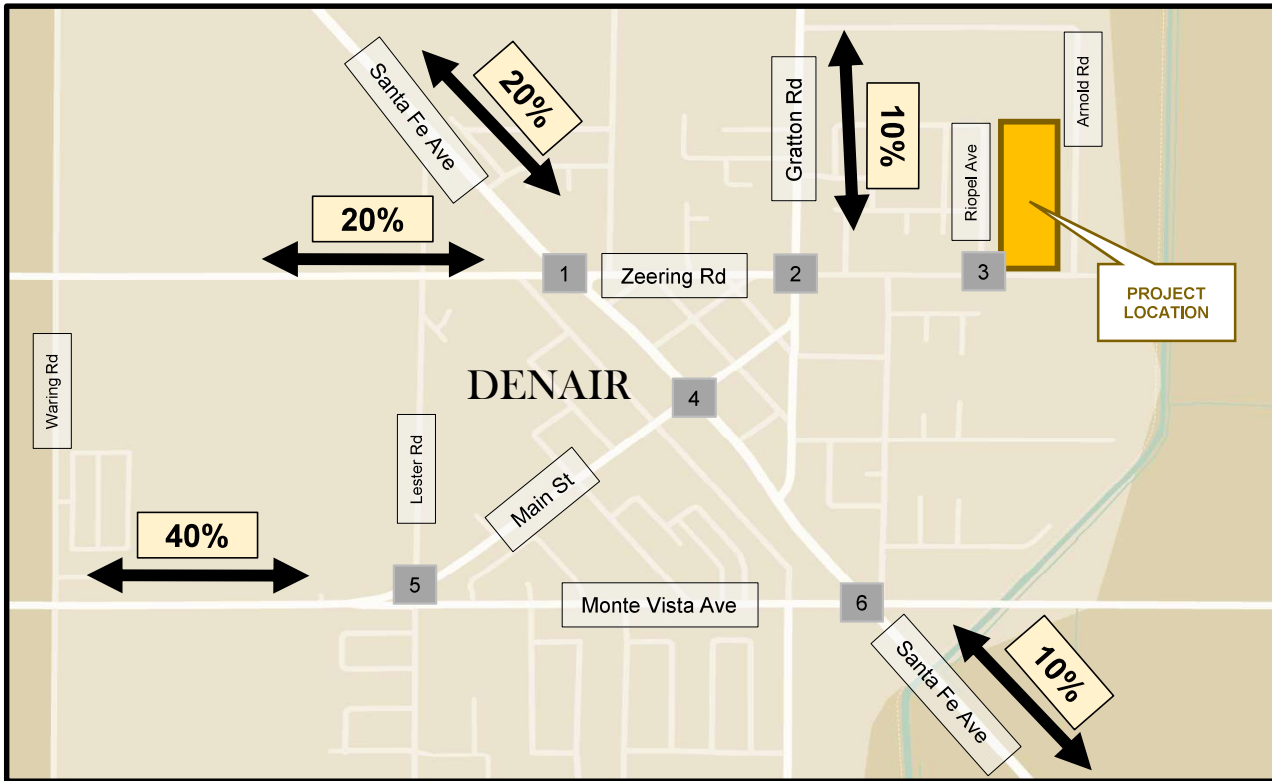 Santa Fe Ave
20%
Gratton Rd
10%
Arnold Rd
Riopel Ave
20%
1
Zeering Rd
2
3
PROJECT
LOCATION
Waring Rd
DENAIR
4
Lester Rd
Main St
40%
5
Monte Vista Ave
6
Santa Fe Ave
10%